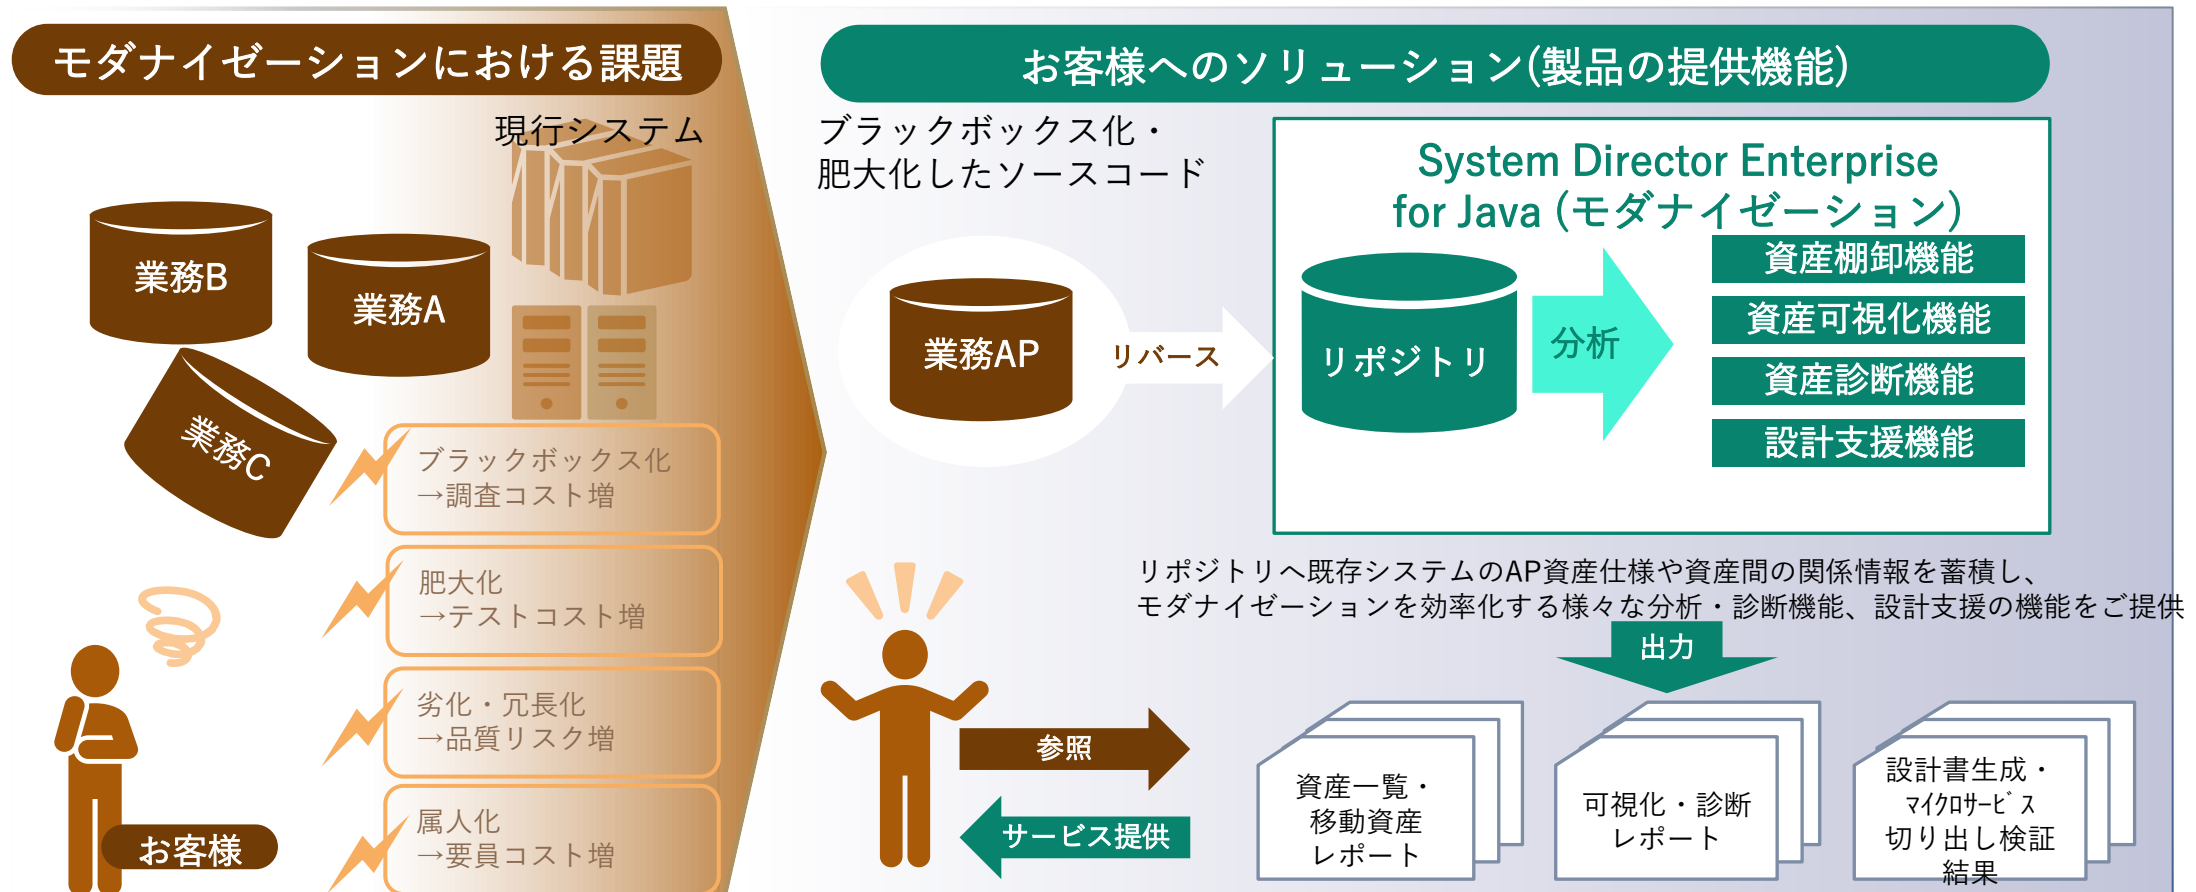 モダナイゼーションにおける課題
現行システム
業務B
業務A
業務C
ブラックボックス化
→調査コスト増
肥大化
→テストコスト増
劣化・冗長化
→品質リスク増
属人化
→要員コスト増
お客様
お客様へのソリューション(製品の提供機能)
ブラックボックス化・
肥大化したソースコード
業務AP
リバース
System Director Enterprise
for Java (モダナイゼーション)
リポジトリ
分析
資産棚卸機能
資産可視化機能
資産診断機能
設計支援機能
リポジトリへ既存システムのAP資産仕様や資産間の関係情報を蓄積し、
モダナイゼーションを効率化する様々な分析・診断機能、設計支援の機能をご提供
出力
参照
サービス提供
資産一覧・
移動資産
レポート
可視化・診断
レポート
設計書生成・
ﾏｲｸﾛｻｰﾋﾞｽ
切り出し検証
結果